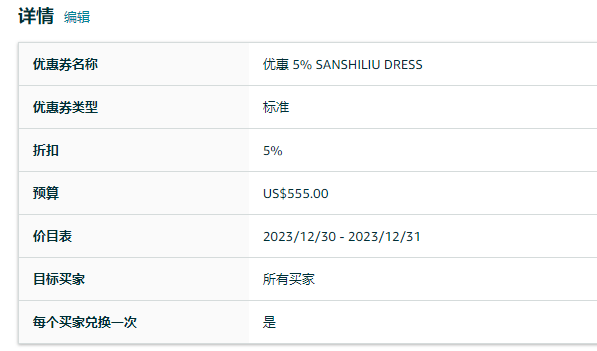 详情 编辑
优惠券名称 优惠 5% SANSHILIU DRESS
优惠券类型 标准
折扣 5%
预算 US$555.00
价目表 2023/12/30 - 2023/12/31
目标买家 所有买家
每个买家兑换一次 是